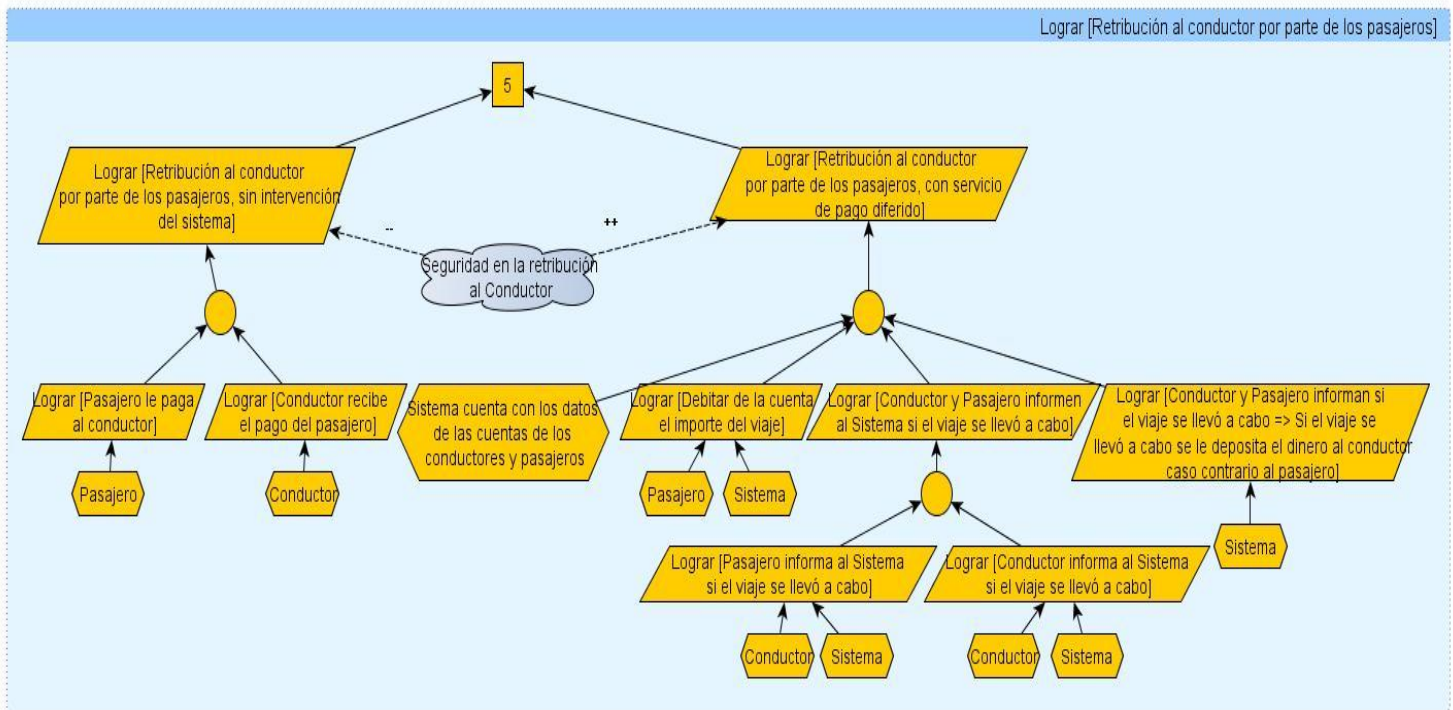 Lograr [Retribución al conductor por parte de los pasajeros]
5
Lograr [Retribución al conductor
por parte de los pasajeros, sin intervención
del sistema]
Lograr [Retribución al conductor
por parte de los pasajeros, con servicio
de pago diferido]
--
++
Seguridad en la retribución
al Conductor
Lograr [Pasajero le paga
al conductor]
Lograr [Conductor recibe
el pago del pasajero]
Sistema cuenta con los datos
de las cuentas de los
conductores y pasajeros
Lograr [Debitar de la cuenta
el importe del viaje]
Lograr [Conductor y Pasajero informen
al Sistema si el viaje se llevó a cabo]
Lograr [Conductor y Pasajero informan si
el viaje se llevó a cabo => Si el viaje se
llevó a cabo se le deposita el dinero al conductor
caso contrario al pasajero]
Pasajero
Conductor
Pasajero
Sistema
Sistema
Lograr [Pasajero informa al Sistema
si el viaje se llevó a cabo]
Lograr [Conductor informa al Sistema
si el viaje se llevó a cabo]
Conductor
Sistema
Conductor
Sistema